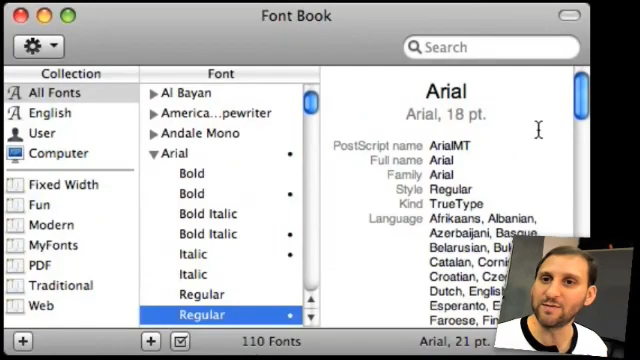 Font Book
Search
Collection
All Fonts
English
User
Computer
Fixed Width
Fun
Modern
MyFonts
PDF
Traditional
Web
Font
Al Bayan
America...pewriter
Andale Mono
Arial
Bold
Bold
Bold Italic
Bold Italic
Italic
Italic
Regular
Regular
110 Fonts
Arial
Arial, 18 pt.
PostScript name ArialMT
Full name Arial
Family Arial
Style Regular
Kind TrueType
Language Afrikaans, Albanian,
Azerbaijani, Basque,
Belarusian,
Catalan,
Croatian,
Dutch,
Esperanto,
Faroese,
Arial, 21 pt.